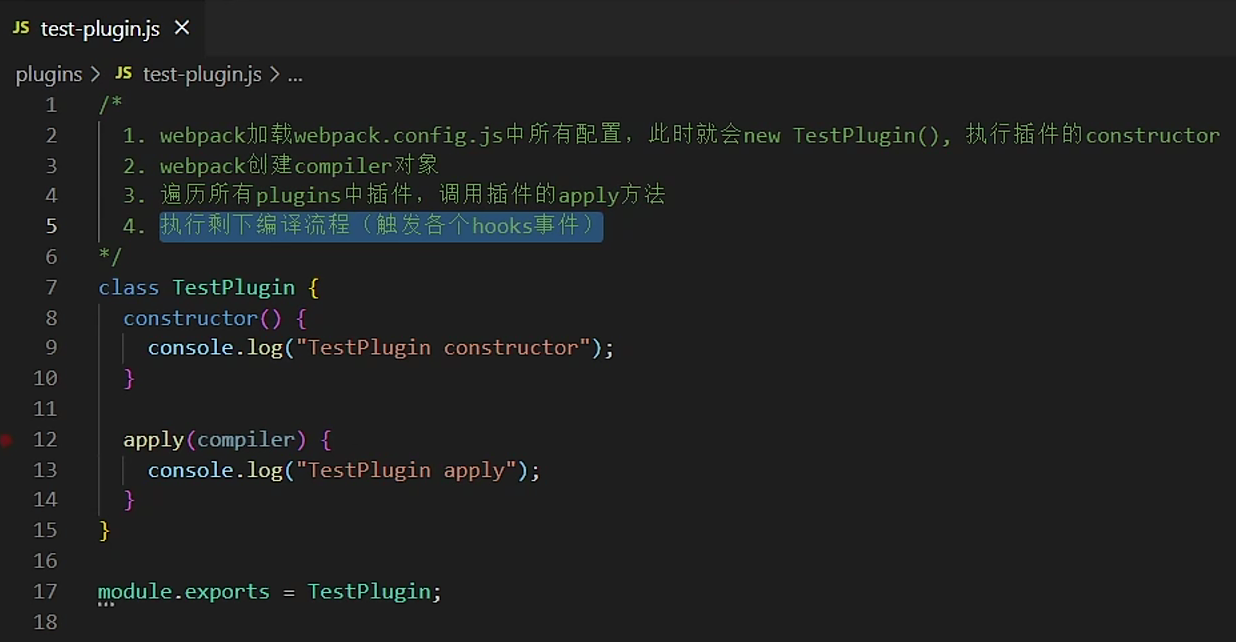 JS test-plugin.js ×
plugins > JS test-plugin.js > ...
1 /*
2 1. webpack加载webpack.config.js中所有配置，此时就会new TestPlugin(), 执行插件的constructor
3 2. webpack创建compiler对象
4 3. 遍历所有plugins中插件，调用插件的apply方法
5 4. 执行剩下编译流程（触发各个hooks事件）
6 */
7 class TestPlugin {
8 constructor() {
9 console.log("TestPlugin constructor");
10 }
11
12 apply(compiler) {
13 console.log("TestPlugin apply");
14 }
15 }
16
17 module.exports = TestPlugin;
18